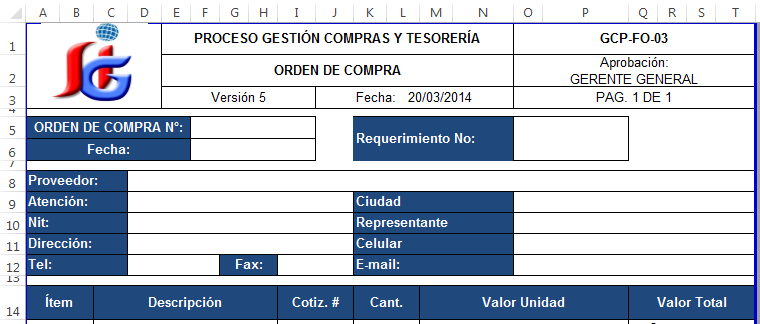 A B C D E F G H I J K L M N O P Q R S T
1 PROCESO GESTIÓN COMPRAS Y TESORERÍA GCP-FO-03
2 ORDEN DE COMPRA Aprobación:
GERENTE GENERAL
3 Versión 5 Fecha: 20/03/2014 PAG. 1 DE 1
4
5 ORDEN DE COMPRA N°:
Requerimiento No:
6 Fecha:
7
8 Proveedor:
9 Atención: Ciudad
10 Nit: Representante
11 Dirección: Celular
12 Tel: Fax: E-mail:
13
14 Ítem Descripción Cotiz. # Cant. Valor Unidad Valor Total